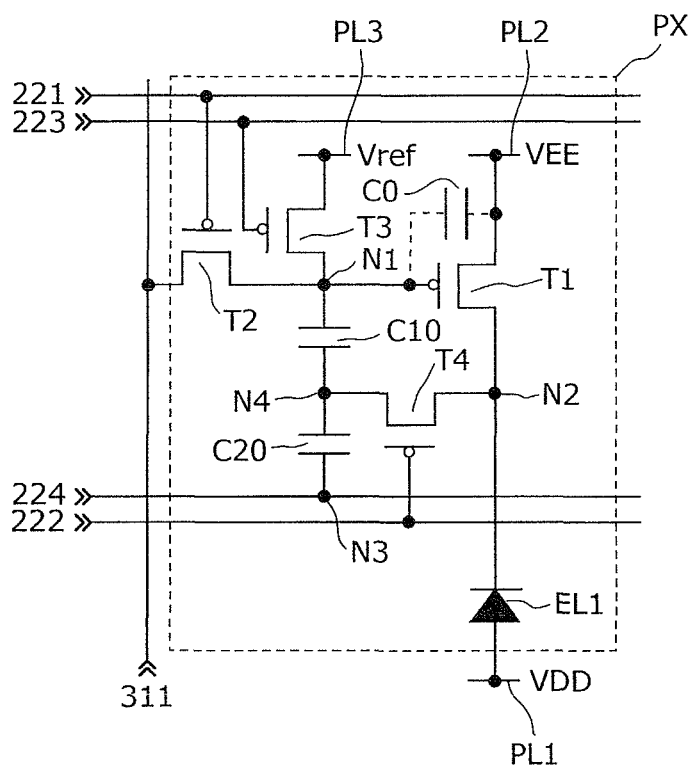 PL3
PL2
PX
221
223
Vref
VEE
C0
T3
N1
T1
T2
C10
T4
N4
N2
C20
224
222
N3
EL1
311
VDD
PL1